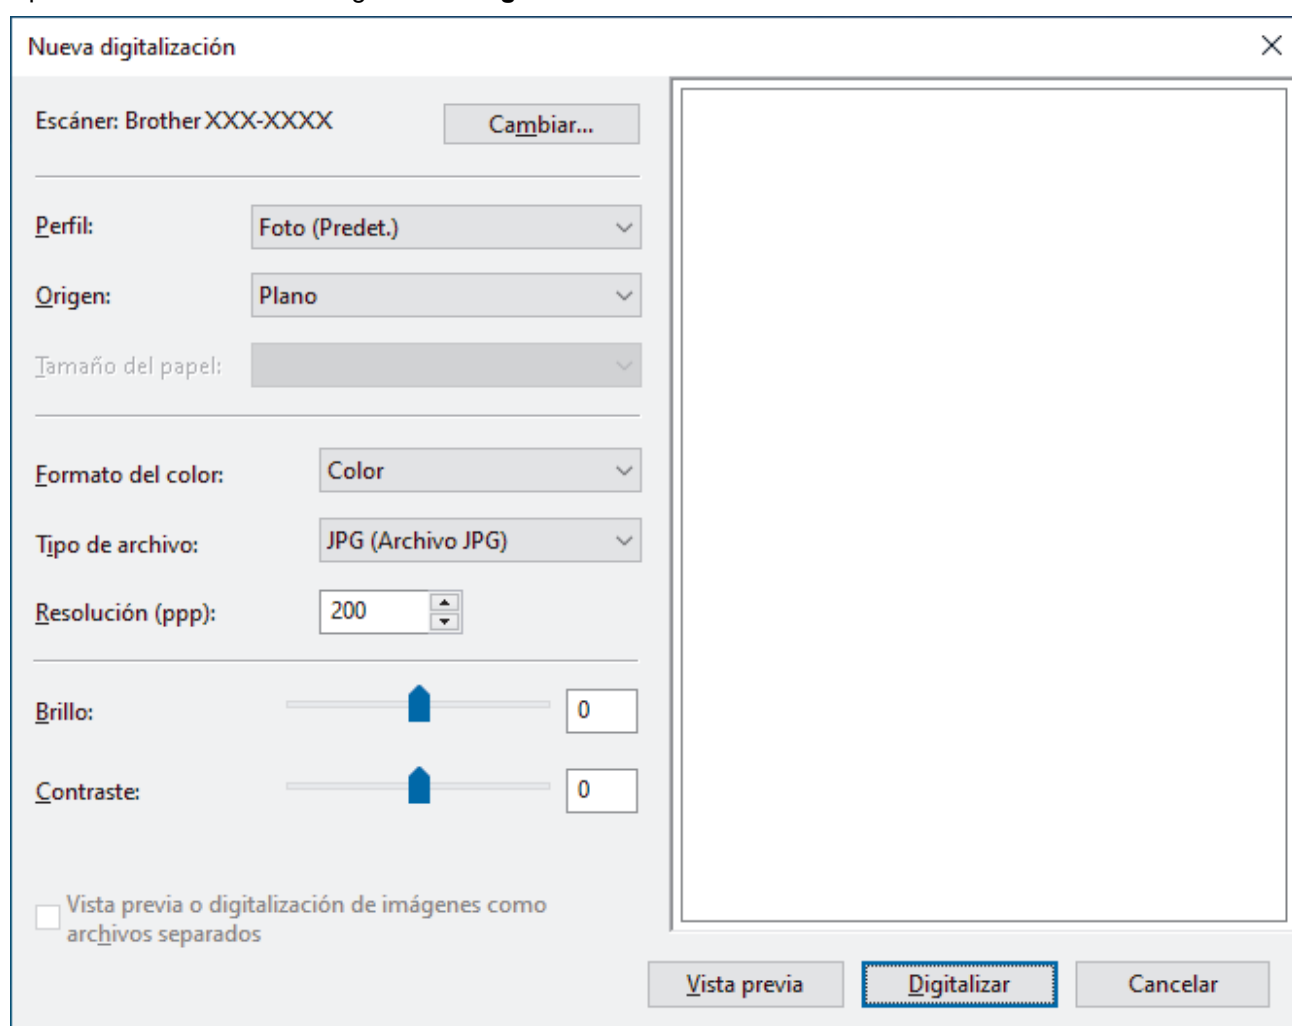 Nueva digitalización
Escáner: Brother XXX-XXXX
Cambiar...
Perfil:
Foto (Predet.)
Origen:
Plano
Tamaño del papel:
Formato del color:
Color
Tipo de archivo:
JPG (Archivo JPG)
Resolución (ppp):
200
Brillo:
0
Contraste:
0
Vista previa o digitalización de imágenes como
archivos separados
Vista previa
Digitalizar
Cancelar